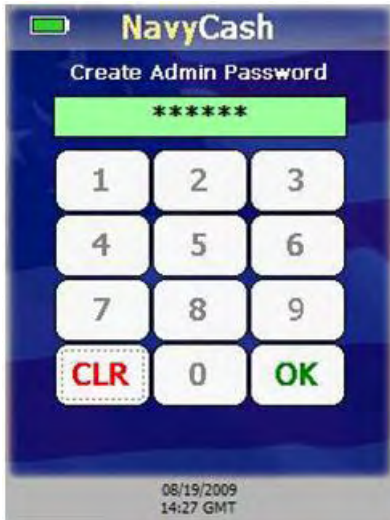 NavyCash
Create Admin Password
******
1 2 3
4 5 6
7 8 9
CLR 0 OK
08/19/2009
14:27 GMT